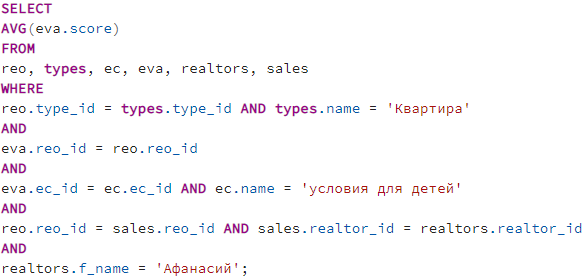 SELECT
AVG(eva.score)
FROM
reo, types, ec, eva, realtors, sales
WHERE
reo.type_id = types.type_id AND types.name = 'Квартира'
AND
eva.reo_id = reo.reo_id
AND
eva.ec_id = ec.ec_id AND ec.name = 'условия для детей'
AND
reo.reo_id = sales.reo_id AND sales.realtor_id = realtors.realtor_id
AND
realtors.f_name = 'Афанасий';